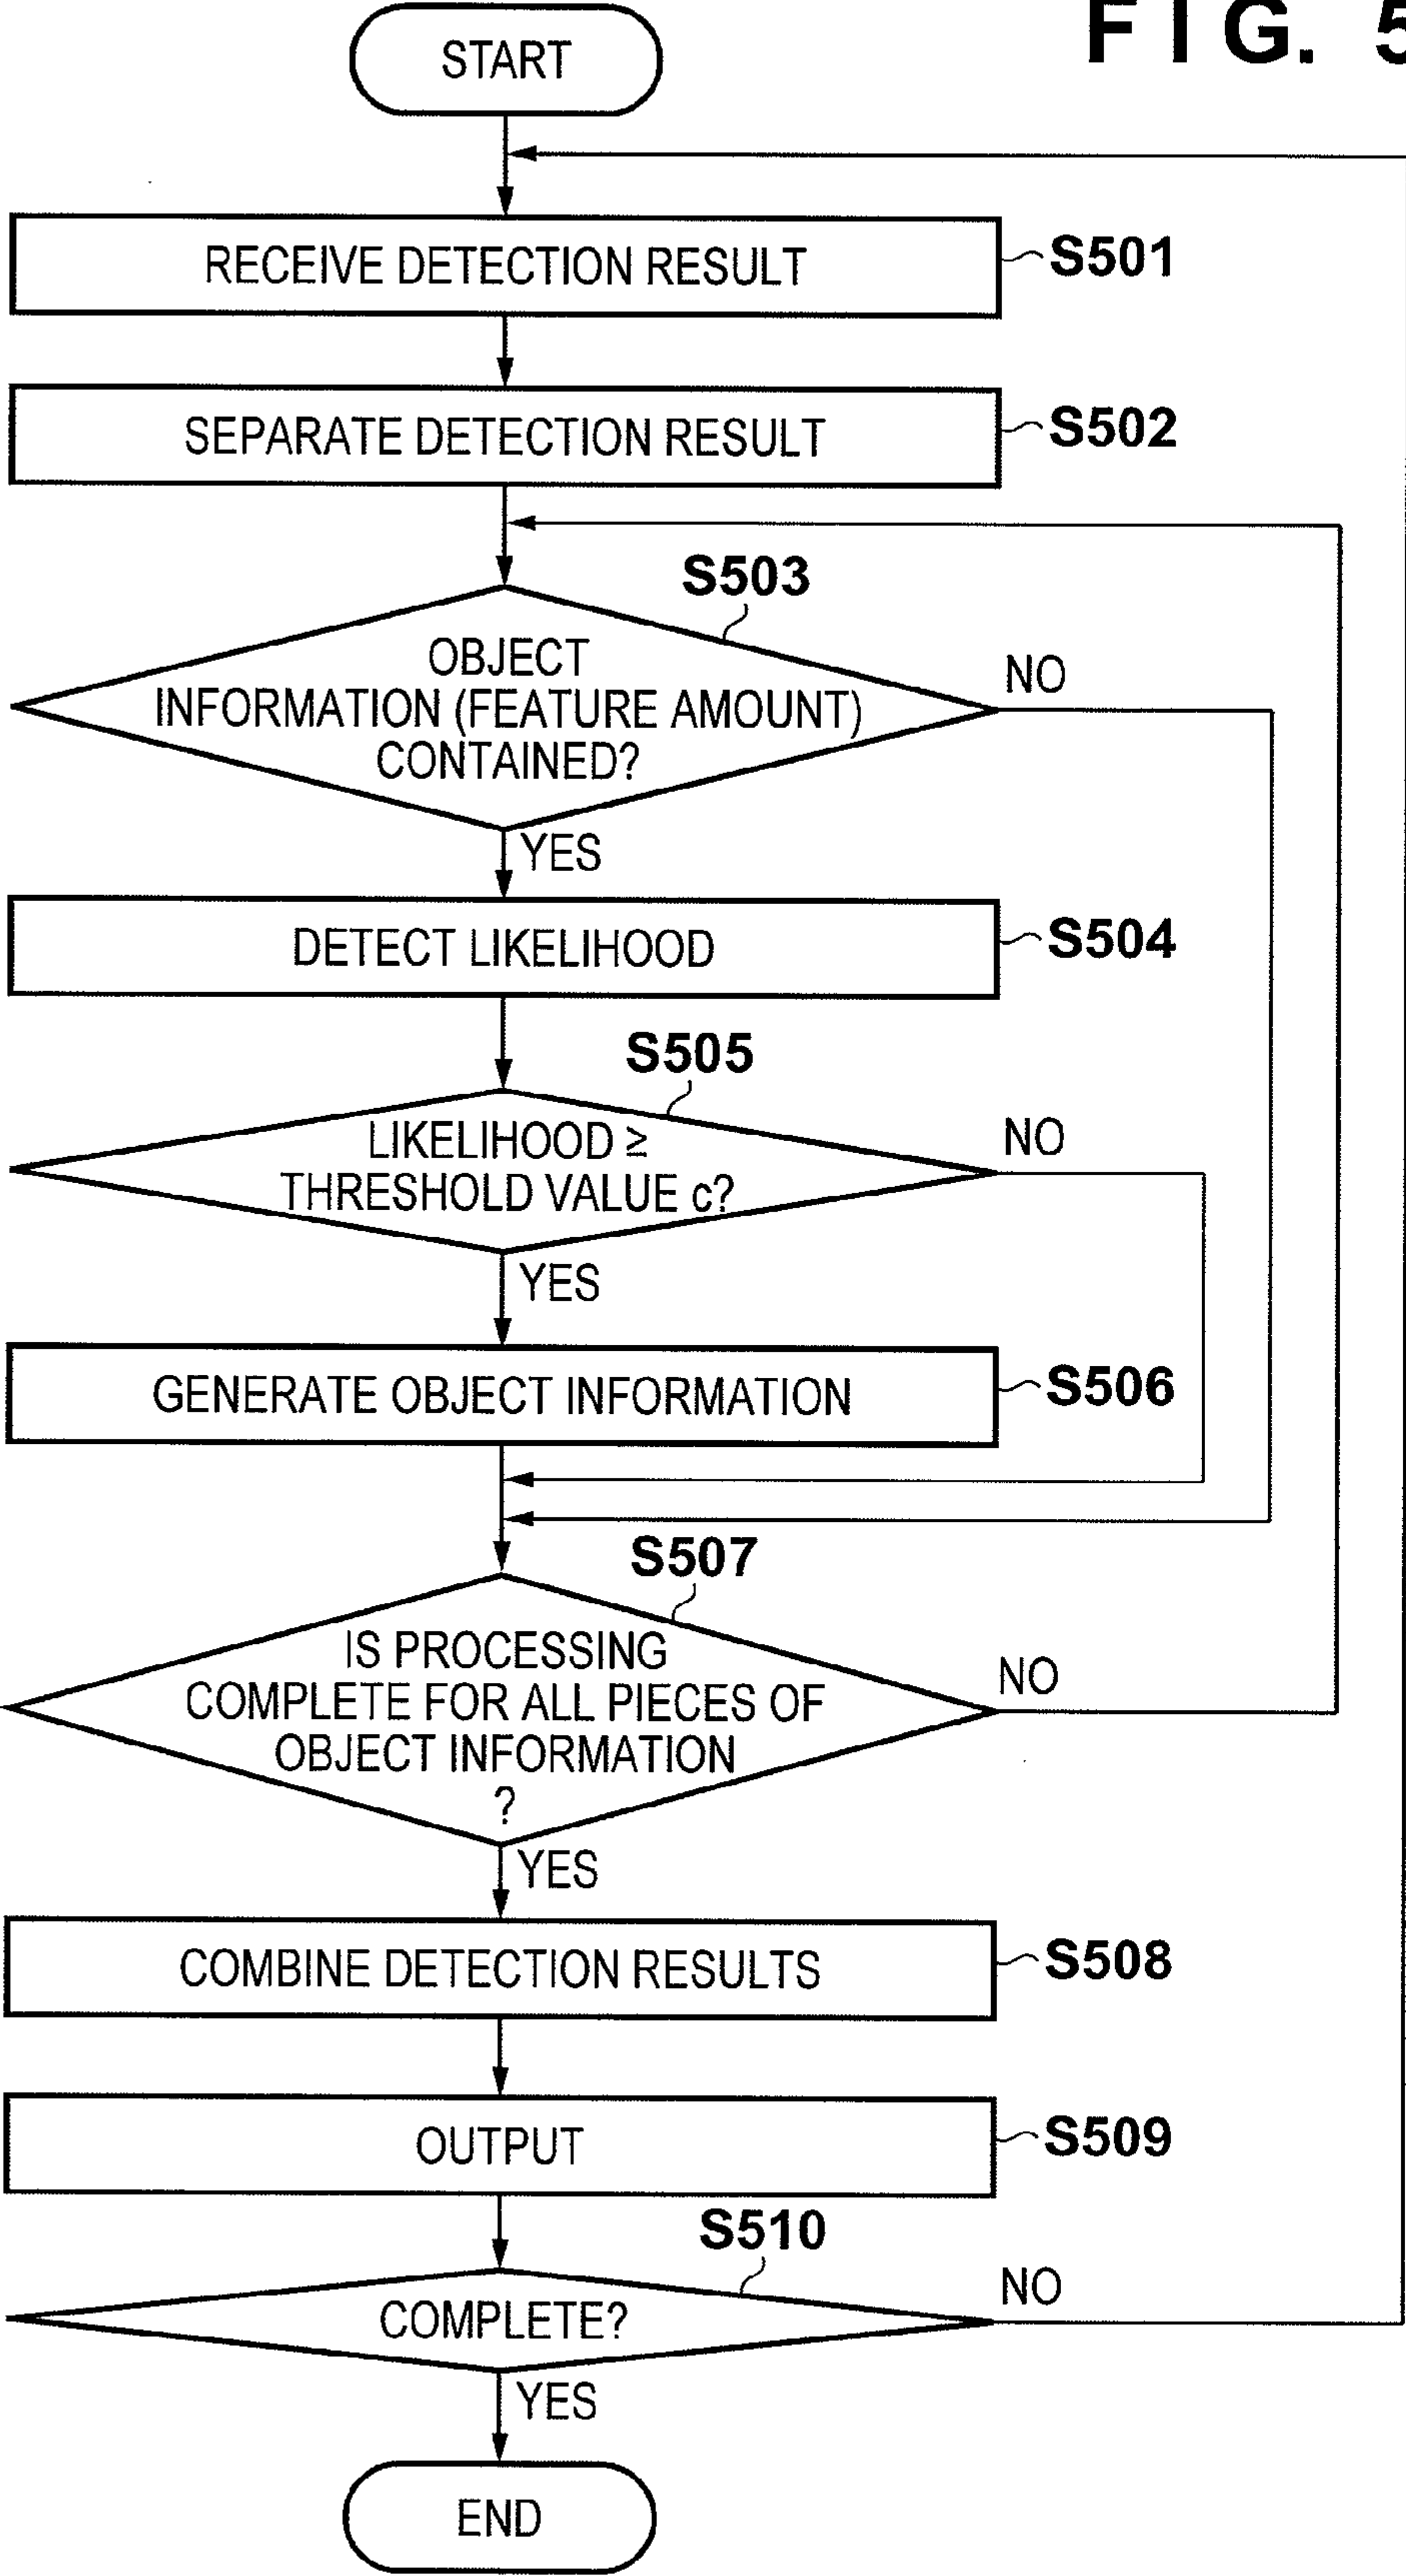 FIG. 5
START
RECEIVE DETECTION RESULT
S501
SEPARATE DETECTION RESULT
S502
S503
OBJECT
INFORMATION (FEATURE AMOUNT)
CONTAINED?
NO
YES
DETECT LIKELIHOOD
S504
S505
LIKELIHOOD ≥
THRESHOLD VALUE c?
NO
YES
GENERATE OBJECT INFORMATION
S506
S507
IS PROCESSING
COMPLETE FOR ALL PIECES OF
OBJECT INFORMATION
?
NO
YES
COMBINE DETECTION RESULTS
S508
OUTPUT
S509
S510
COMPLETE?
NO
YES
END